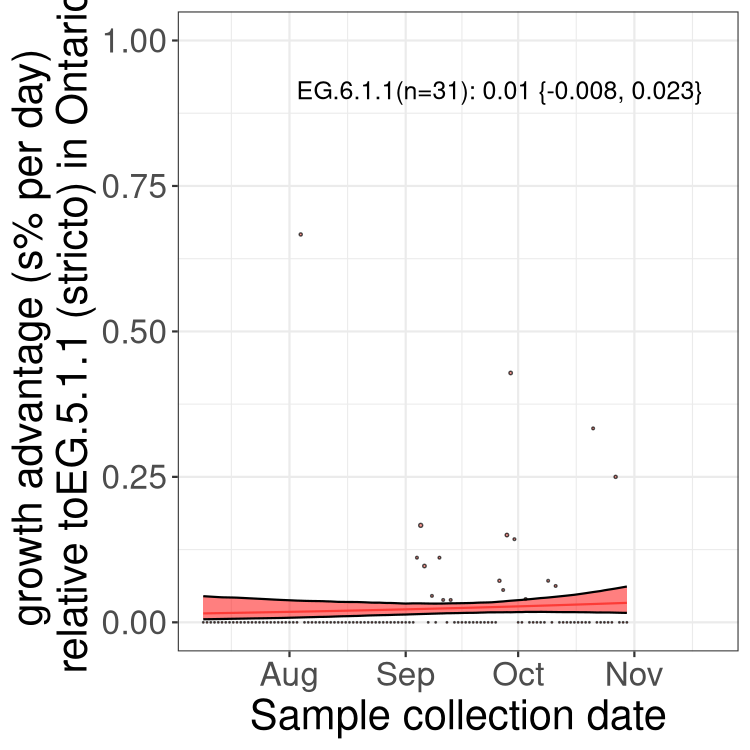 growth advantage (s% per day)
relative toEG.5.1.1 (stricto) in Ontario
1.00
0.75
0.50
0.25
0.00
EG.6.1.1(n=31): 0.01 {-0.008, 0.023}
Aug Sep Oct Nov
Sample collection date